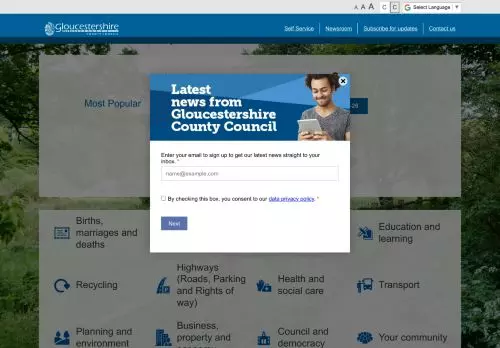 A A A C C Select Language ▼
Gloucestershire
COUNTY COUNCIL
Self Service Newsroom Subscribe for updates Contact us
Latest
news from
Gloucestershire
County Council
Most Popular
-26
Enter your email to sign up to get our latest news straight to your
inbox. *
name@example.com
By checking this box, you consent to our data privacy policy. *
Next
Births,
marriages and
deaths
Education and
learning
Recycling
Highways
(Roads, Parking
and Rights of
way)
Health and
social care
Transport
Planning and
environment
Business,
property and
Council and
democracy
Your community